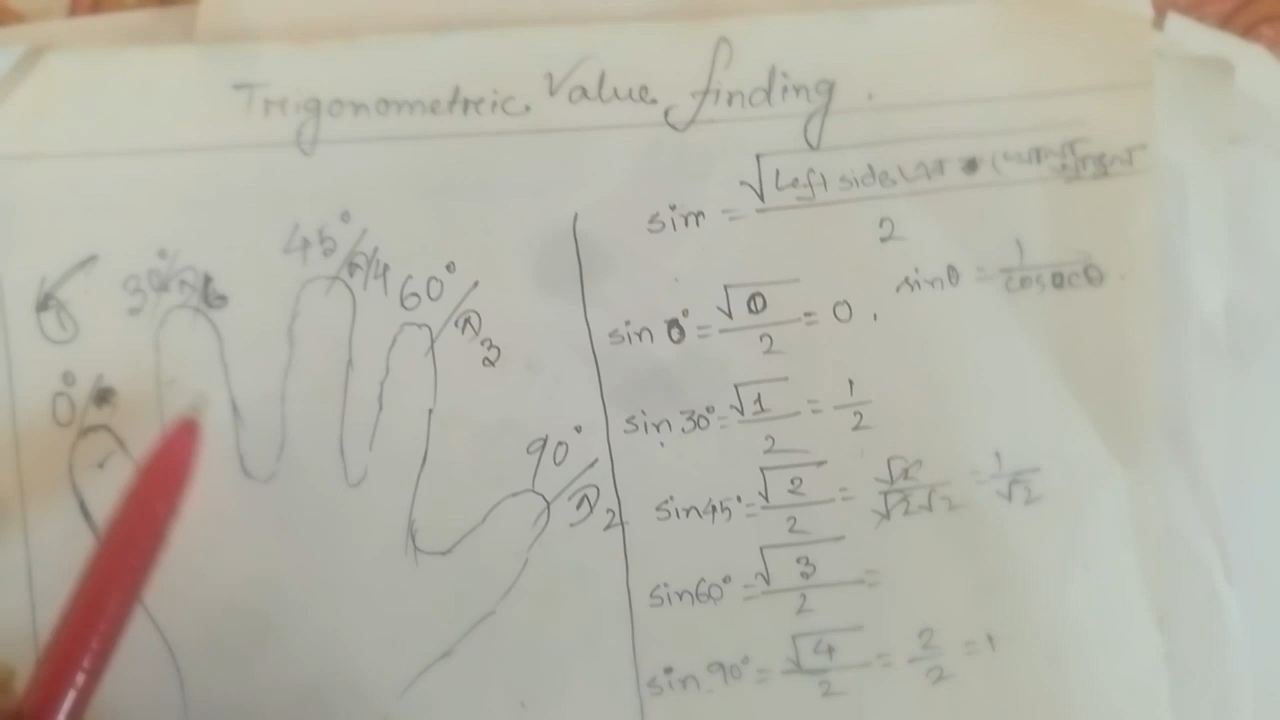 Treigonometreic Value finding.
30°/π/6
45°/π/4
60°/π/3
0°/
90°/π/2
sin = √Left side / 2
sinθ = 1/cosecθ
sin 0° = √0/2 = 0.
sin 30° = √1/2 = 1/2
sin45° = √2/2 = √2/√2√2 = 1/√2
sin60° = √3/2 =
sin 90° = √4/2 = 2/2 = 1